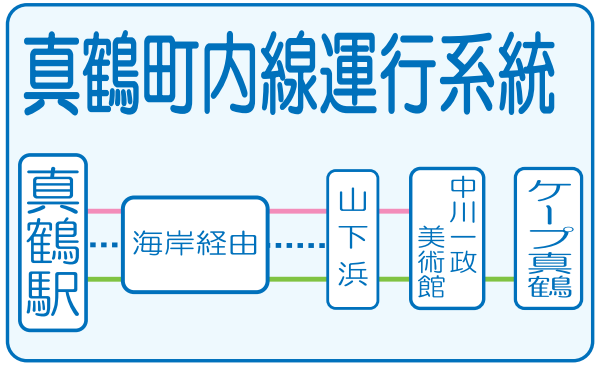 真鶴町内線運行系統
真鶴駅
海岸経由
山下浜
中川一政
美術館
ケープ真鶴